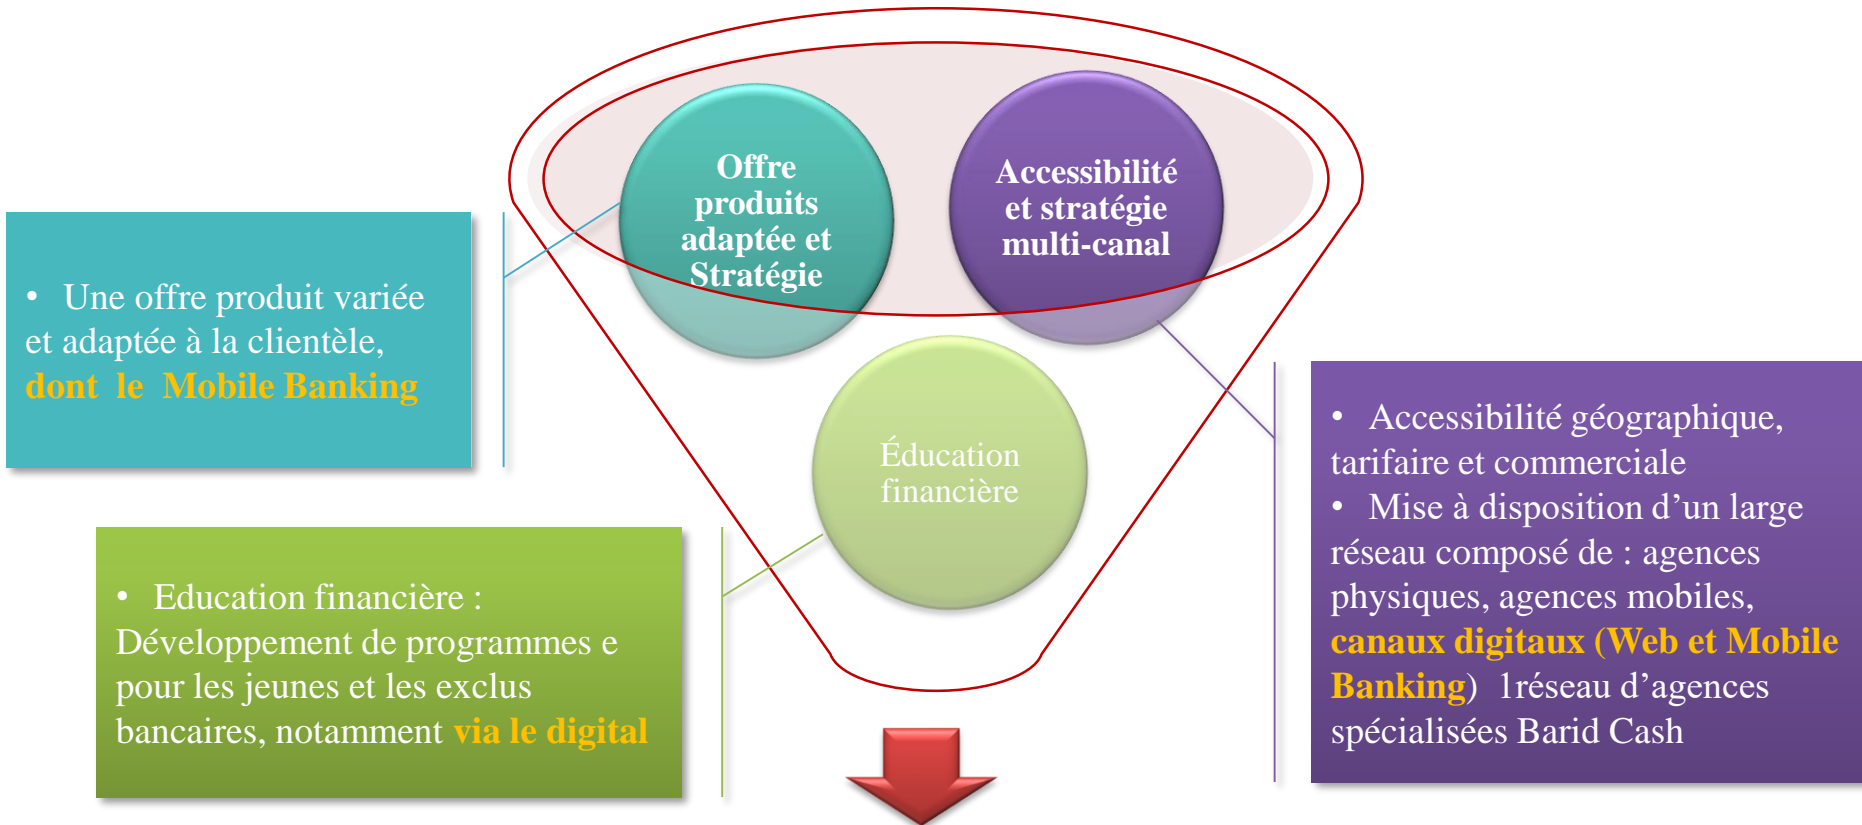 Offre
produits
adaptée et
Stratégie
Accessibilité
et stratégie
multi-canal
Éducation
financière
• Une offre produit variée
et adaptée à la clientèle,
dont le Mobile Banking
• Education financière :
Développement de programmes e
pour les jeunes et les exclus
bancaires, notamment via le digital
• Accessibilité géographique,
tarifaire et commerciale
• Mise à disposition d’un large
réseau composé de : agences
physiques, agences mobiles,
canaux digitaux (Web et Mobile
Banking) 1réseau d’agences
spécialisées Barid Cash